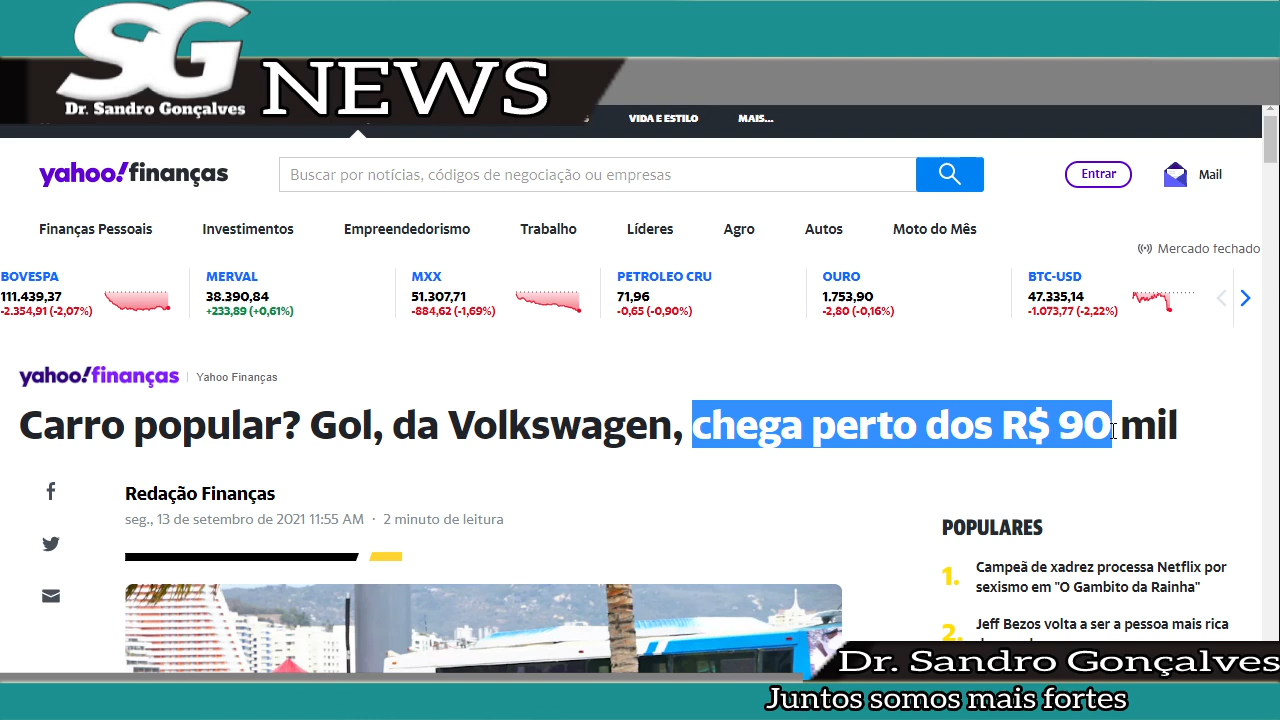 SG
Dr. Sandro Gonçalves
NEWS
VIDA E ESTILO
MAIS...
yahoo!finanças
Buscar por notícias, códigos de negociação ou empresas
Entrar
Mail
Finanças Pessoais
Investimentos
Empreendedorismo
Trabalho
Líderes
Agro
Autos
Moto do Mês
Mercado fechado
BOVESPA
111.439,37
-2.354,91 (-2,07%)
MERVAL
38.390,84
+233,89 (+0,61%)
MXX
51.307,71
-884,62 (-1,69%)
PETROLEO CRU
71,96
-0,65 (-0,90%)
OURO
1.753,90
-2,80 (-0,16%)
BTC-USD
47.335,14
-1.073,77 (-2,22%)
yahoo!finanças
Yahoo Finanças
Carro popular? Gol, da Volkswagen, chega perto dos R$ 90 mil
Redação Finanças
seg., 13 de setembro de 2021 11:55 AM · 2 minuto de leitura
POPULARES
1.
Campeã de xadrez processa Netflix por
sexismo em "O Gambito da Rainha"
2.
Jeff Bezos volta a ser a pessoa mais rica
Dr. Sandro Gonçalves
Juntos somos mais fortes